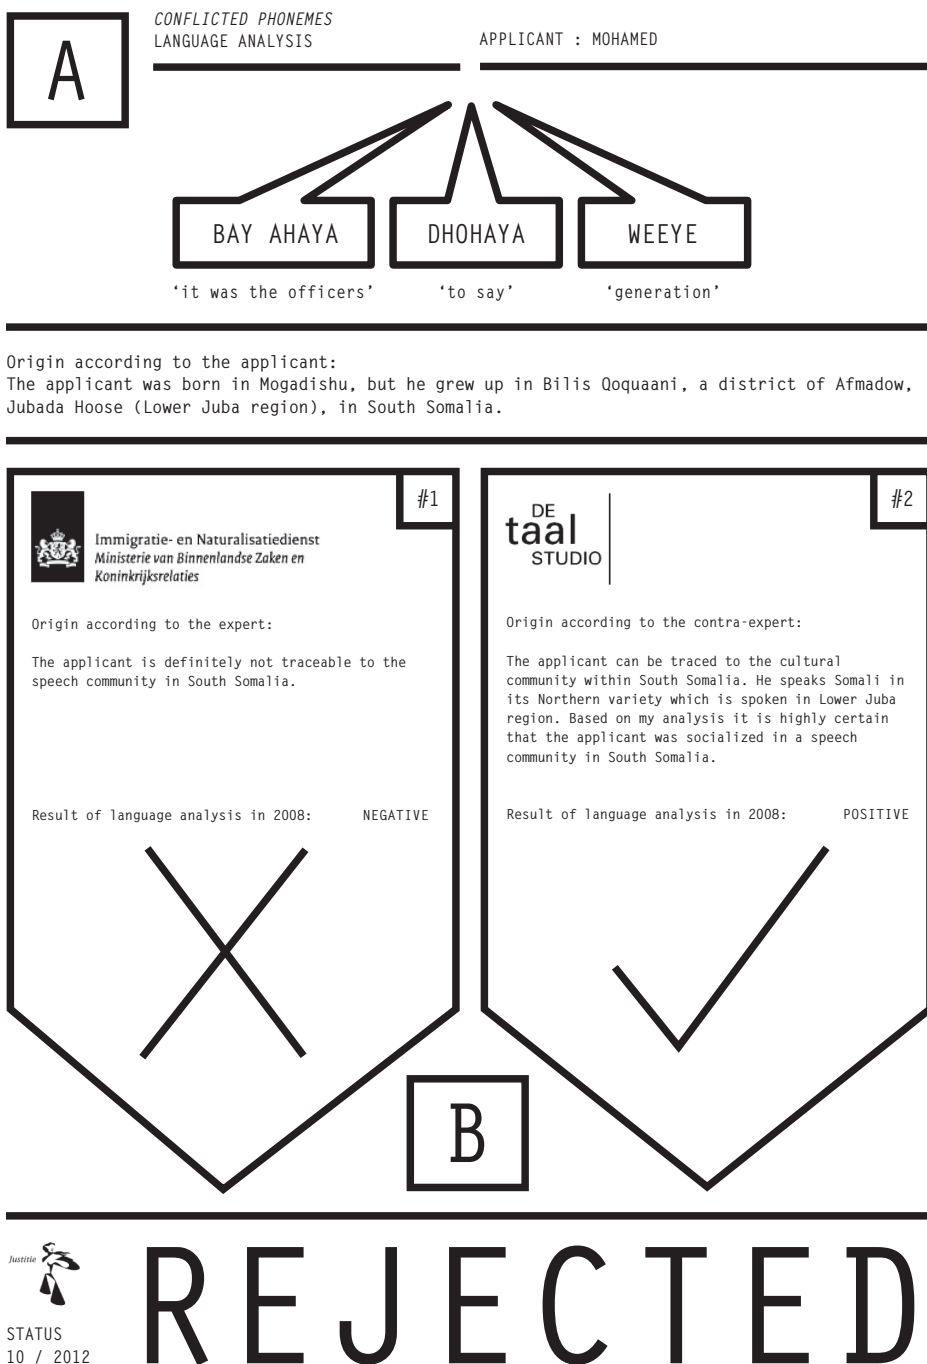 A
CONFLICTED PHONEMES
LANGUAGE ANALYSIS
APPLICANT : MOHAMED
BAY AHAYA
DHOHAYA
WEEYE
‘it was the officers’
‘to say’
‘generation’
Origin according to the applicant:
The applicant was born in Mogadishu, but he grew up in Bilis Qoquaani, a district of Afmadow,
Jubada Hoose (Lower Juba region), in South Somalia.
#1
Immigratie- en Naturalisatiedienst
Ministerie van Binnenlandse Zaken en
Koninkrijksrelaties
Origin according to the expert:
The applicant is definitely not traceable to the
speech community in South Somalia.
Result of language analysis in 2008: NEGATIVE
#2
DE
taal
STUDIO
Origin according to the contra-expert:
The applicant can be traced to the cultural
community within South Somalia. He speaks Somali in
its Northern variety which is spoken in Lower Juba
region. Based on my analysis it is highly certain
that the applicant was socialized in a speech
community in South Somalia.
Result of language analysis in 2008: POSITIVE
B
Justitie
STATUS
10 / 2012
REJECTED